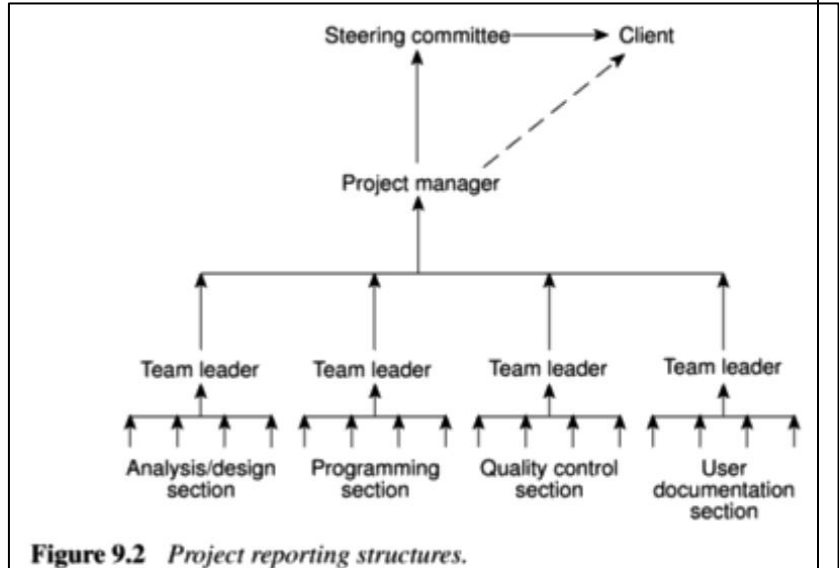 Steering committee Client
Project manager
Team leader Team leader Team leader Team leader
Analysis/design Programming Quality control User
section section section documentation
section
Figure 9.2 Project reporting structures.